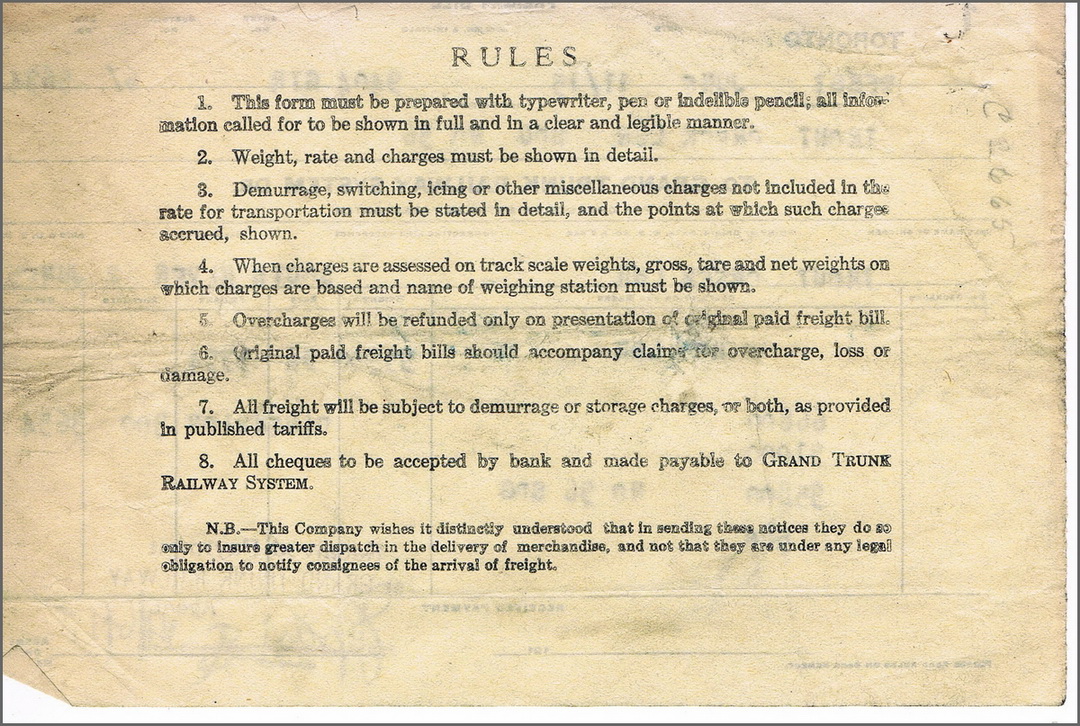 RULES.
1. This form must be prepared with typewriter, pen or indelible pencil; all infor-
mation called for to be shown in full and in a clear and legible manner.
2. Weight, rate and charges must be shown in detail.
3. Demurrage, switching, icing or other miscellaneous charges not included in the
rate for transportation must be stated in detail, and the points at which such charges
accrued, shown.
4. When charges are assessed on track scale weights, gross, tare and net weights on
which charges are based and name of weighing station must be shown.
5. Overcharges will be refunded only on presentation of original paid freight bill.
6. Original paid freight bills should accompany claims for overcharge, loss or
damage.
7. All freight will be subject to demurrage or storage charges, or both, as provided
in published tariffs.
8. All cheques to be accepted by bank and made payable to GRAND TRUNK
RAILWAY SYSTEM.
N.B.—This Company wishes it distinctly understood that in sending these notices they do so
only to insure greater dispatch in the delivery of merchandise, and not that they are under any legal
obligation to notify consignees of the arrival of freight.